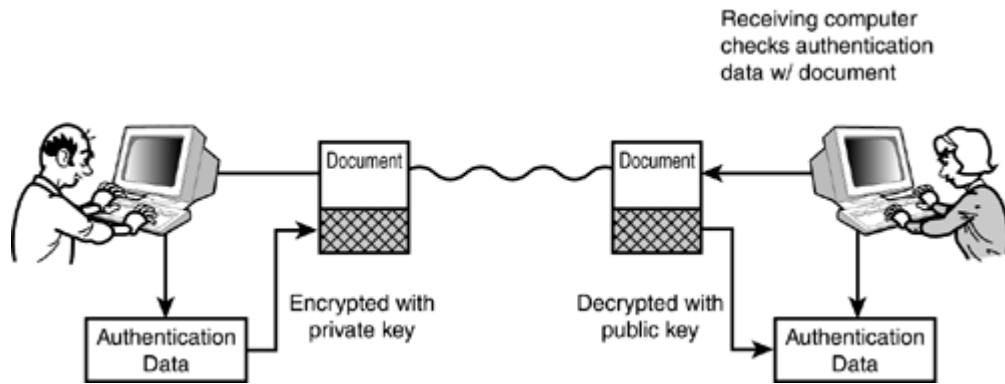 Receiving computer
checks authentication
data w/ document
Document
Document
Encrypted with
private key
Decrypted with
public key
Authentication
Data
Authentication
Data